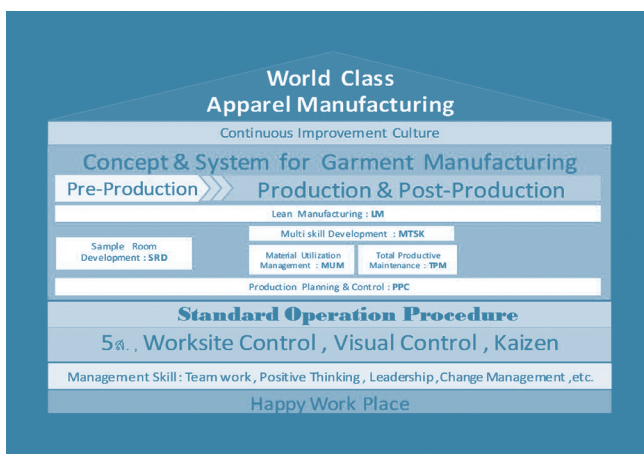 World Class
Apparel Manufacturing
Continuous Improvement Culture
Concept & System for Garment Manufacturing
Pre-Production
Production & Post-Production
Lean Manufacturing : LM
Multi skill Development : MTSK
Sample Room
Development : SRD
Material Utilization
Management : MUM
Total Productive
Maintenance : TPM
Production Planning & Control : PPC
Standard Operation Procedure
5ส. , Worksite Control , Visual Control , Kaizen
Management Skill : Team work , Positive Thinking , Leadership ,Change Management ,etc.
Happy Work Place